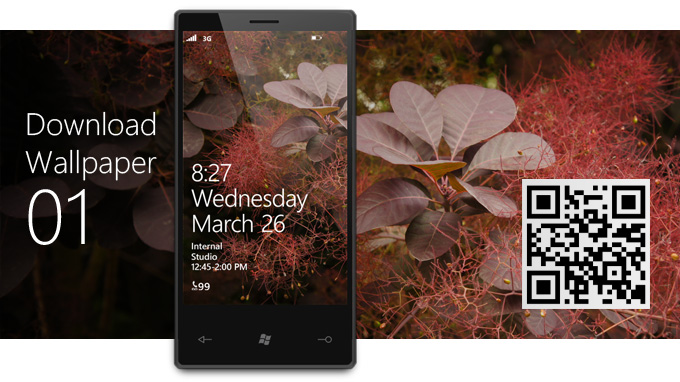 Download
Wallpaper
01
3G
8:27
Wednesday
March 26
Internal
Studio
12:45-2:00 PM
99